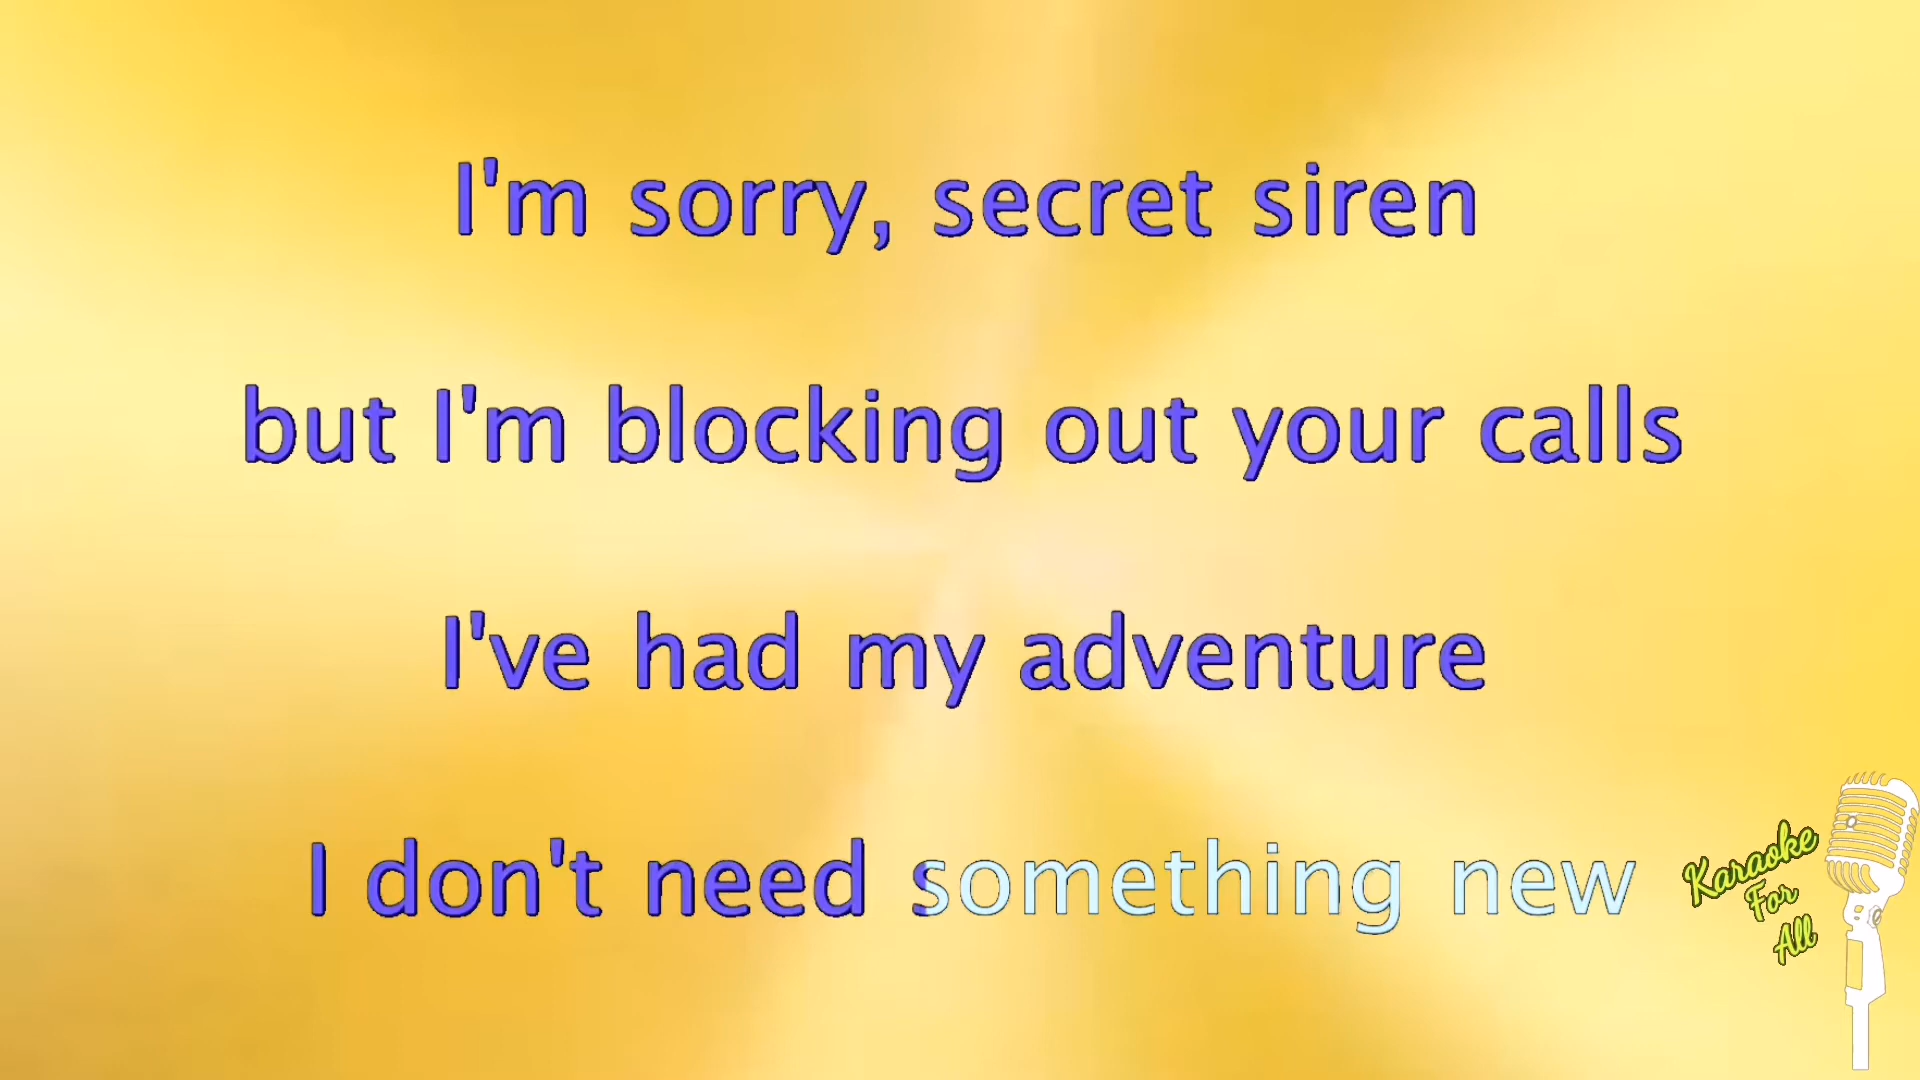 I'm sorry, secret siren
but I'm blocking out your calls
I've had my adventure
I don't need something new
Karaoke
For
All